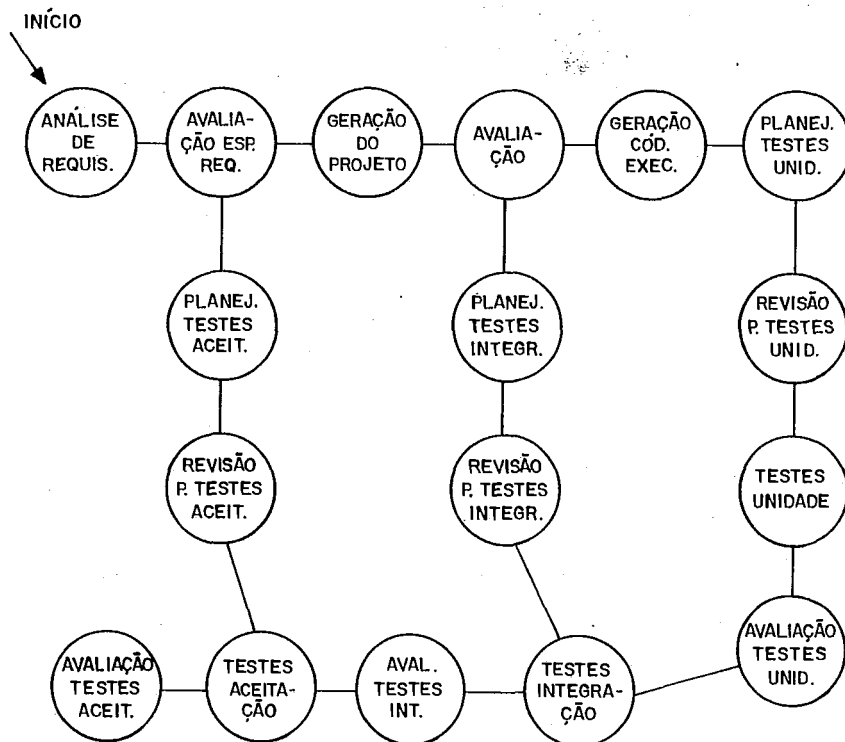 INÍCIO
ANÁLISE
DE
REQUIS.
AVALIA-
ÇÃO ESP.
REQ.
GERAÇÃO
DO
PROJETO
AVALIA-
ÇÃO
GERAÇÃO
CÓD.
EXEC.
PLANEJ.
TESTES
UNID.
PLANEJ.
TESTES
ACEIT.
PLANEJ.
TESTES
INTEGR.
REVISÃO
P. TESTES
UNID.
REVISÃO
P. TESTES
ACEIT.
REVISÃO
P. TESTES
INTEGR.
TESTES
UNIDADE
AVALIAÇÃO
TESTES
ACEIT.
TESTES
ACEITA-
ÇÃO
AVAL.
TESTES
INT.
TESTES
INTEGRA-
ÇÃO
AVALIAÇÃO
TESTES
UNID.